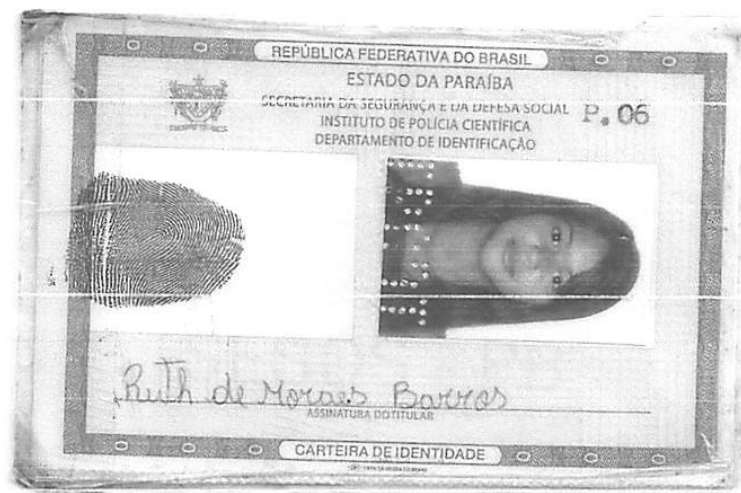 REPÚBLICA FEDERATIVA DO BRASIL
ESTADO DA PARAÍBA
SECRETARIA DA SEGURANÇA E DA DEFESA SOCIAL P. 06
INSTITUTO DE POLÍCIA CIENTÍFICA
DEPARTAMENTO DE IDENTIFICAÇÃO
Ruth de Moraes Barros
ASSINATURA DO TITULAR
CARTEIRA DE IDENTIDADE